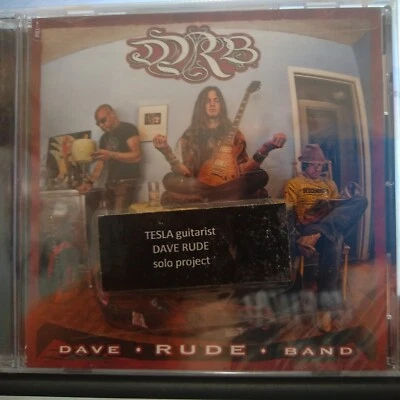 DRB
TESLA guitarist
DAVE RUDE
solo project
DAVE • RUDE • BAND